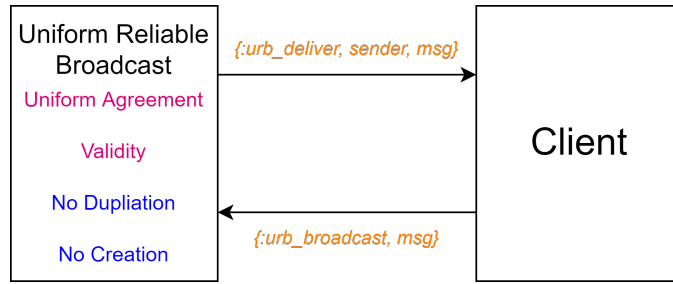 Uniform Reliable
Broadcast
Uniform Agreement
Validity
No Dupliation
No Creation
{:urb_deliver, sender, msg}
{:urb_broadcast, msg}
Client